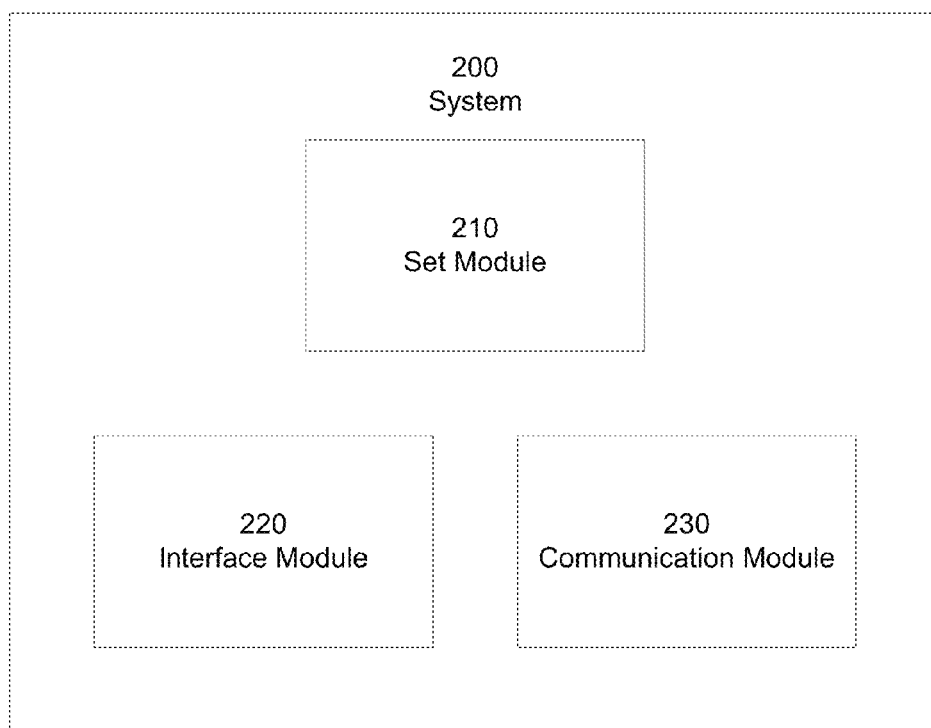 200
System
210
Set Module
220
Interface Module
230
Communication Module